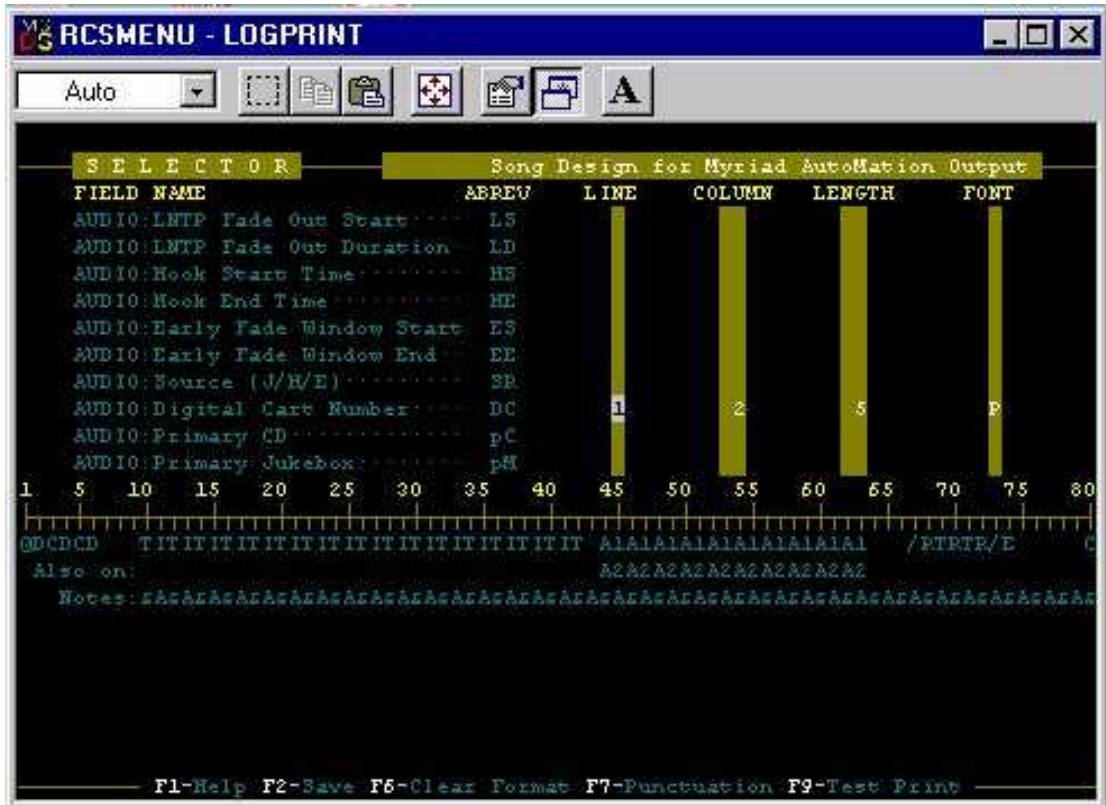 RCSMENU - LOGPRINT
Auto
A
S E L E C T O R Song Design for Myriad AutoMation Output
FIELD NAME ABREV LINE COLUMN LENGTH FONT
AUDIO:LNTP Fade Out Start LS
AUDIO:LNTP Fade Out Duration LD
AUDIO:Hook Start Time HS
AUDIO:Hook End Time HE
AUDIO:Early Fade Window Start ES
AUDIO:Early Fade Window End EE
AUDIO:Source (J/H/E) SR
AUDIO:Digital Cart Number DC 1 2 5 P
AUDIO:Primary CD pC
AUDIO:Primary Jukebox pM
1 5 10 15 20 25 30 35 40 45 50 55 60 65 70 75 80
@DCDCD TITITITITITITITITITITITITITITITIT A1A1A1A1A1A1A1A1A1A1 /RTRTR/E C
Also on: A2A2A2A2A2A2A2A2A2A2
Notes:
F1-Help F2-Save F6-Clear Format F7-Punctuation F9-Test Print